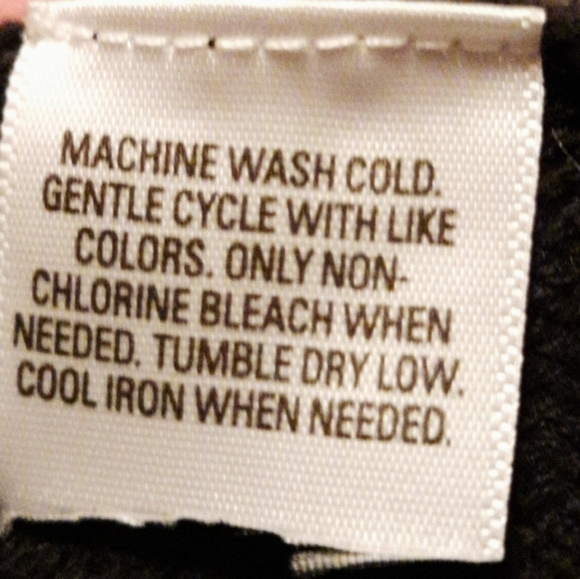 MACHINE WASH COLD.
GENTLE CYCLE WITH LIKE
COLORS. ONLY NON-
CHLORINE BLEACH WHEN
NEEDED. TUMBLE DRY LOW.
COOL IRON WHEN NEEDED.